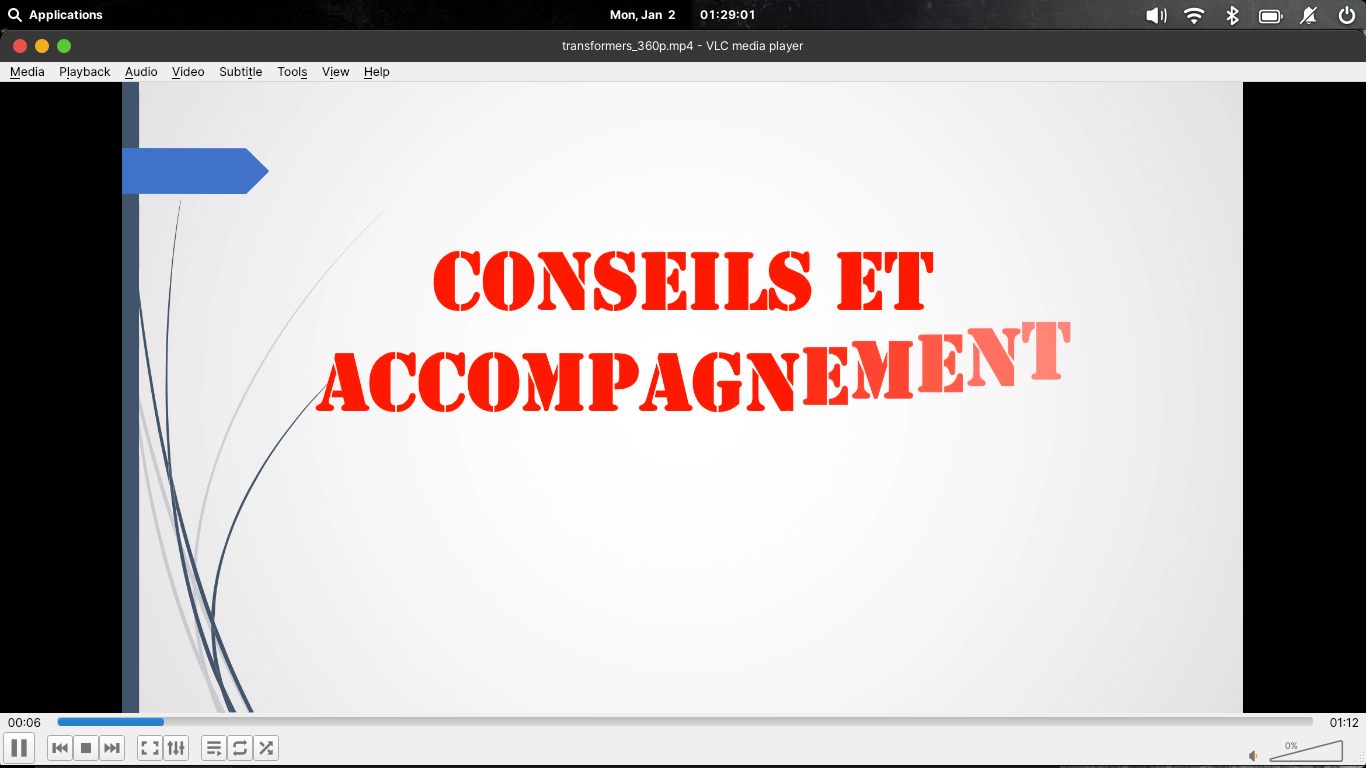 Applications
Mon, Jan 2 01:29:01
transformers_360p.mp4 - VLC media player
Media Playback Audio Video Subtitle Tools View Help
CONSEILS ET
ACCOMPAGNEMENT
00:06 01:12
0%